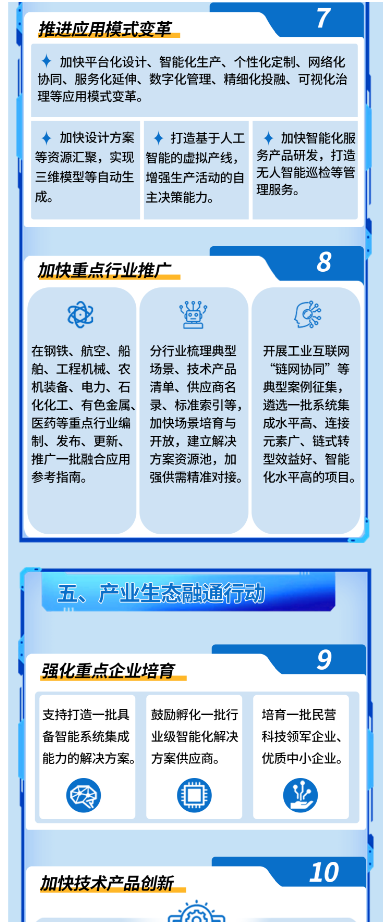 推进应用模式变革
7
加快平台化设计、智能化生产、个性化定制、网络化
协同、服务化延伸、数字化管理、精细化投融、可视化治
理等应用模式变革。
加快设计方案
等资源汇聚，实现
三维模型等自动生
成。
打造基于人工
智能的虚拟产线，
增强生产活动的自
主决策能力。
加快智能化服
务产品研发，打造
无人智能巡检等管
理服务。
加快重点行业推广
8
在钢铁、航空、船
舶、工程机械、农
机装备、电力、石
化化工、有色金属、
医药等重点行业编
制、发布、更新、
推广一批融合应用
参考指南。
分行业梳理典型
场景、技术产品
清单、供应商名
录、标准索引等，
加快场景培育与
开放，建立解决
方案资源池，加
强供需精准对接。
开展工业互联网
“链网协同”等
典型案例征集，
遴选一批系统集
成水平高、连接
元素广、链式转
型效益好、智能
化水平高的项目。
五、产业生态融通行动
强化重点企业培育
9
支持打造一批具
备智能系统集成
能力的解决方案。
鼓励孵化一批行
业级智能化解决
方案供应商。
培育一批民营
科技领军企业、
优质中小企业。
加快技术产品创新
10